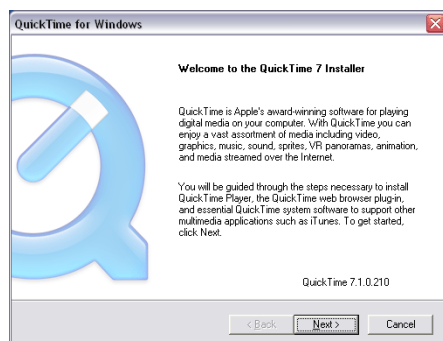 QuickTime for Windows
Welcome to the QuickTime 7 Installer
QuickTime is Apple's award-winning software for playing
digital media on your computer. With QuickTime you can
enjoy a vast assortment of media including video,
graphics, music, sound, sprites, VR panoramas, animation,
and media streamed over the Internet.
You will be guided through the steps necessary to install
QuickTime Player, the QuickTime web browser plug-in,
and essential QuickTime system software to support other
multimedia applications such as iTunes. To get started,
click Next.
QuickTime 7.1.0.210
< Back Next > Cancel